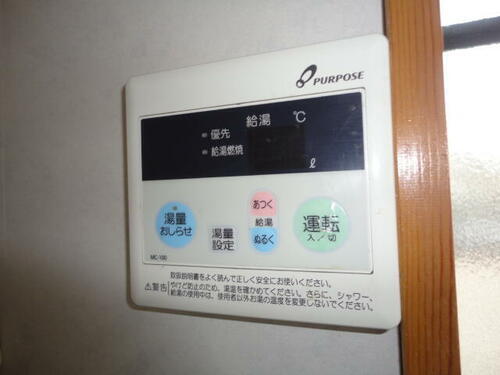 PURPOSE
給湯 ℃
優先
給湯燃焼
ℓ
湯量
おしらせ
湯量
設定
あつく
給湯
ぬるく
運転
入／切
MC-100
取扱説明書をよく読んで正しく安全にお使いください。
⚠警告 やけど防止のため、湯温を確かめてください。さらに、シャワー、
給湯の使用中は、使用者以外お湯の温度を変更しないでください。